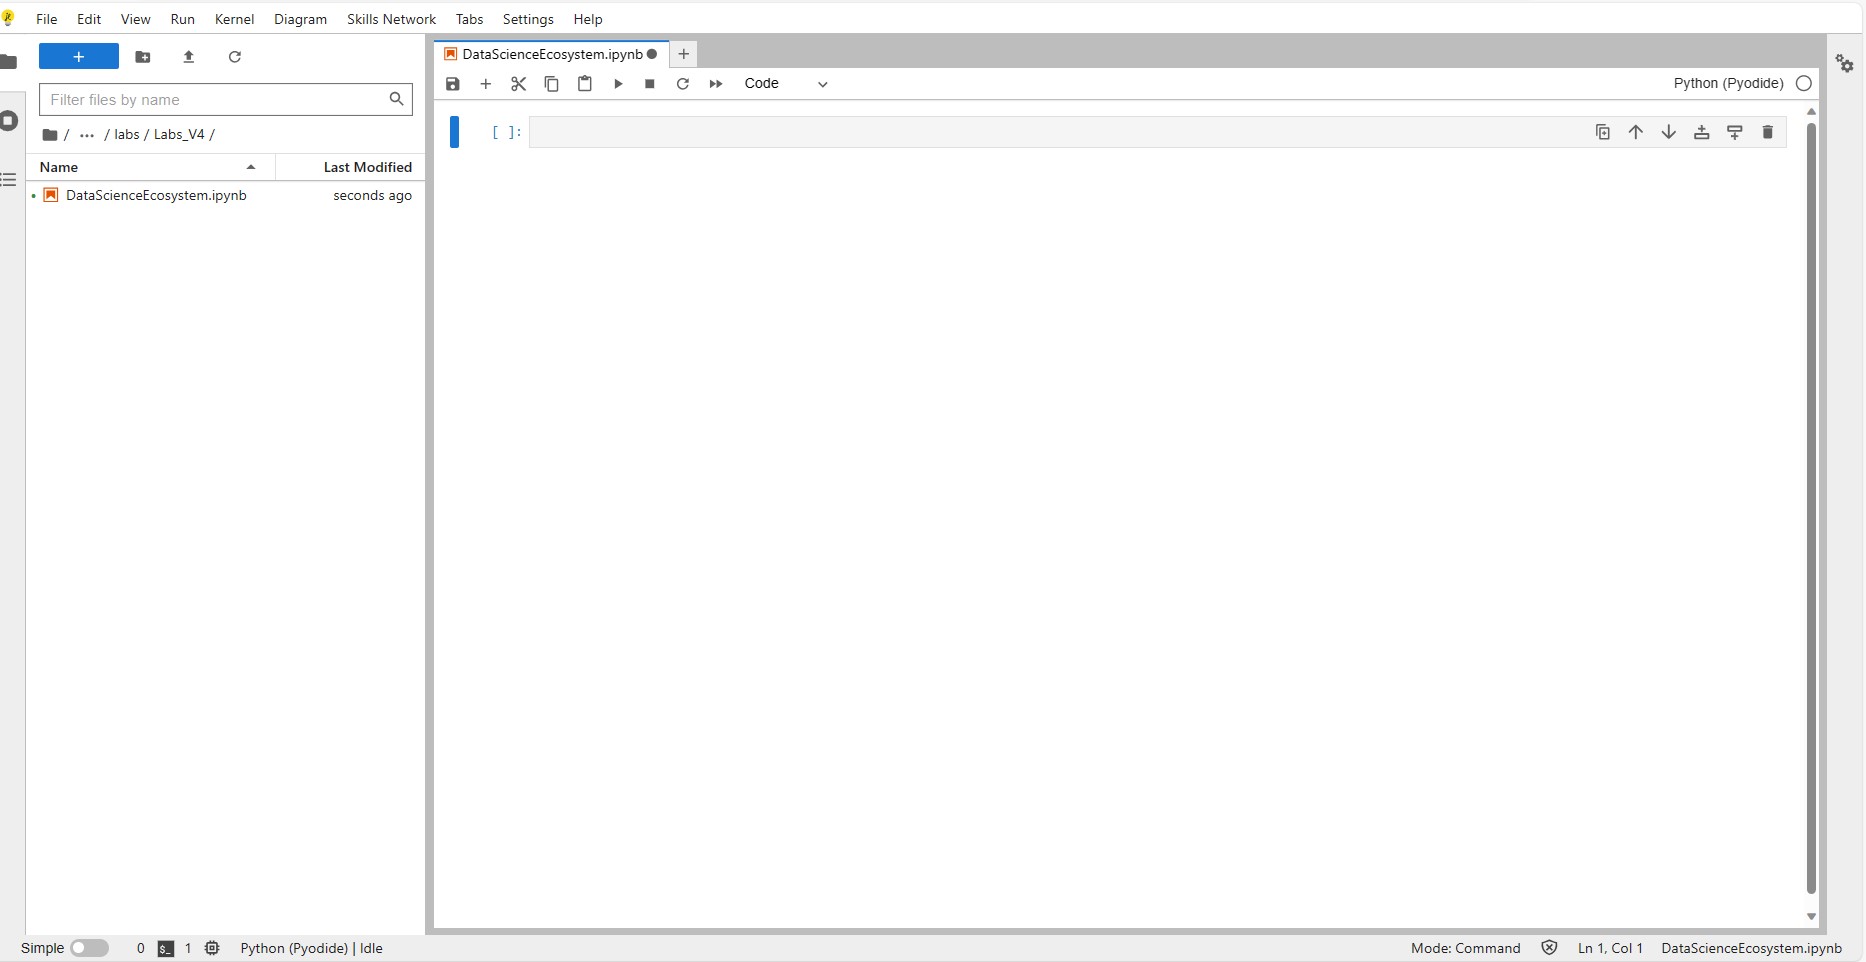 File Edit View Run Kernel Diagram Skills Network Tabs Settings Help
+
Filter files by name
/ ··· / labs / Labs_V4 /
Name Last Modified
DataScienceEcosystem.ipynb seconds ago
DataScienceEcosystem.ipynb
Code Python (Pyodide)
[ ]:
Simple 0 $_ 1 Python (Pyodide) | Idle Mode: Command Ln 1, Col 1 DataScienceEcosystem.ipynb